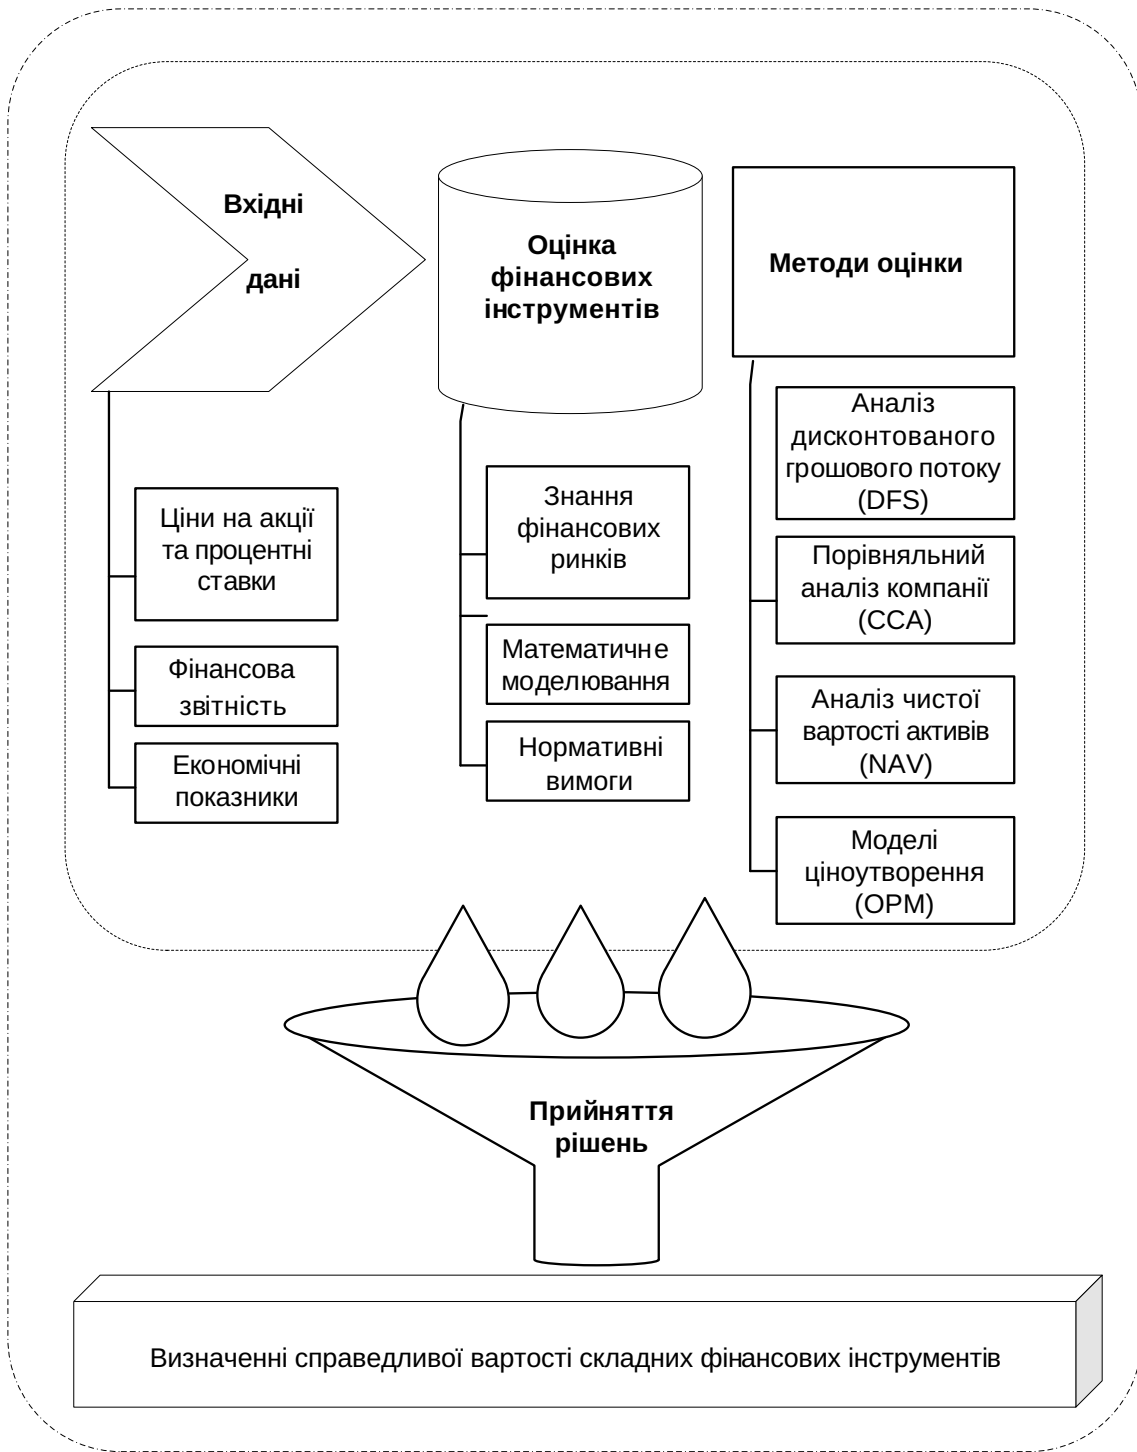 Вхідні
дані
Ціни на акції
та процентні
ставки
Фінансова
звітність
Економічні
показники
Оцінка
фінансових
інструментів
Знання
фінансових
ринків
Математичне
моделювання
Нормативні
вимоги
Методи оцінки
Аналіз
дисконтованого
грошового потоку
(DFS)
Порівняльний
аналіз компанії
(CCA)
Аналіз чистої
вартості активів
(NAV)
Моделі
ціноутворення
(OPM)
Прийняття
рішень
Визначенні справедливої вартості складних фінансових інструментів